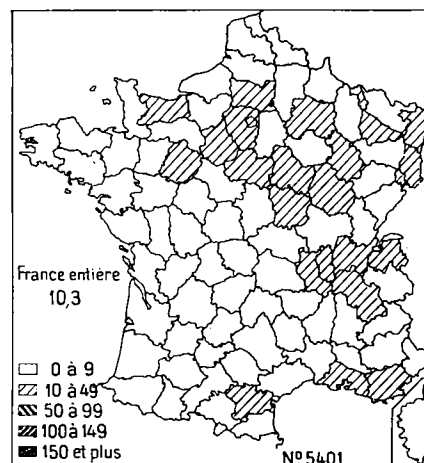 France entière
10,3
0 à 9
10 à 49
50 à 99
100 à 149
150 et plus
Nº 5401